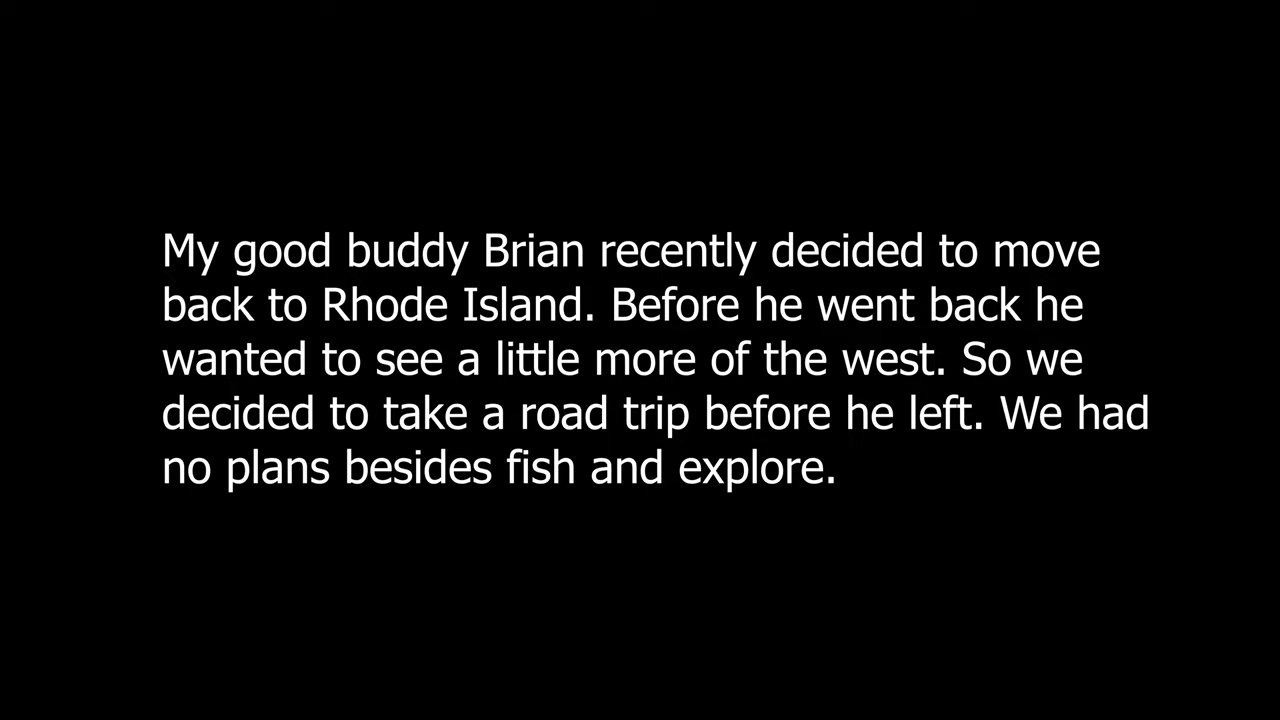 My good buddy Brian recently decided to move
back to Rhode Island. Before he went back he
wanted to see a little more of the west. So we
decided to take a road trip before he left. We had
no plans besides fish and explore.